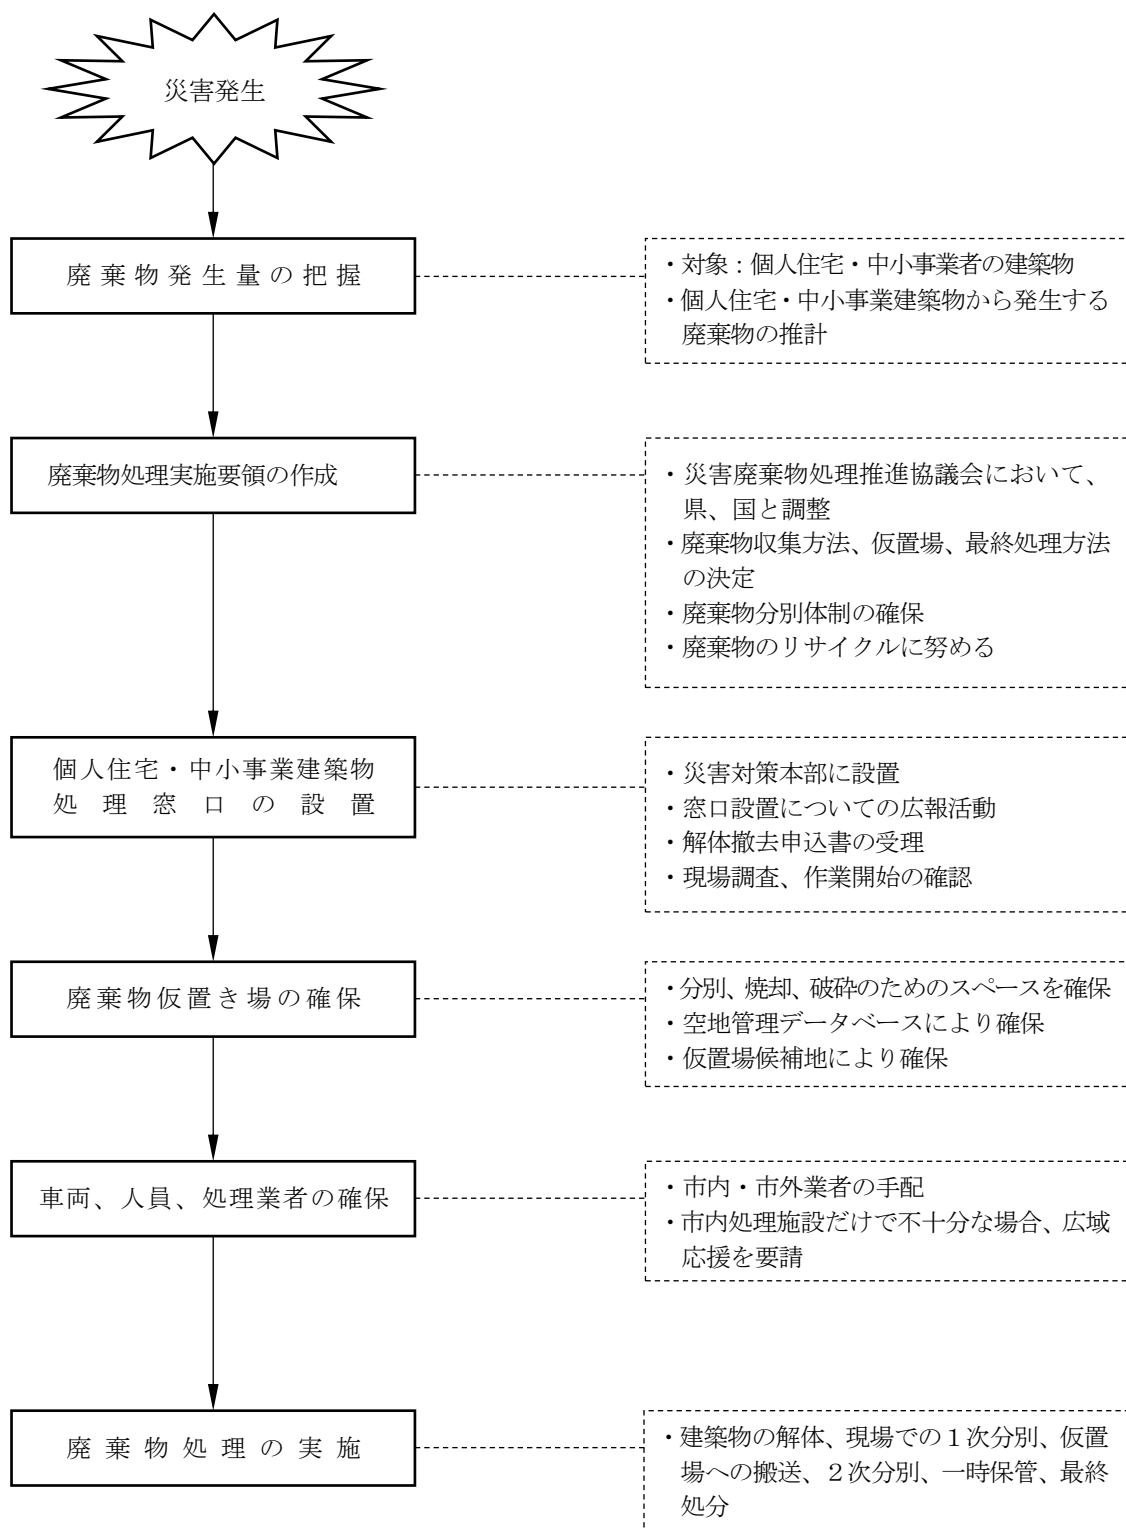 災害発生
廃棄物発生量の把握
・対象：個人住宅・中小事業者の建築物
・個人住宅・中小事業建築物から発生する
廃棄物の推計
廃棄物処理実施要領の作成
・災害廃棄物処理推進協議会において、
県、国と調整
・廃棄物収集方法、仮置場、最終処理方法
の決定
・廃棄物分別体制の確保
・廃棄物のリサイクルに努める
個人住宅・中小事業建築物
処理窓口の設置
・災害対策本部に設置
・窓口設置についての広報活動
・解体撤去申込書の受理
・現場調査、作業開始の確認
廃棄物仮置き場の確保
・分別、焼却、破砕のためのスペースを確保
・空地管理データベースにより確保
・仮置場候補地により確保
車両、人員、処理業者の確保
・市内・市外業者の手配
・市内処理施設だけで不十分な場合、広域
応援を要請
廃棄物処理の実施
・建築物の解体、現場での１次分別、仮置
場への搬送、２次分別、一時保管、最終
処分